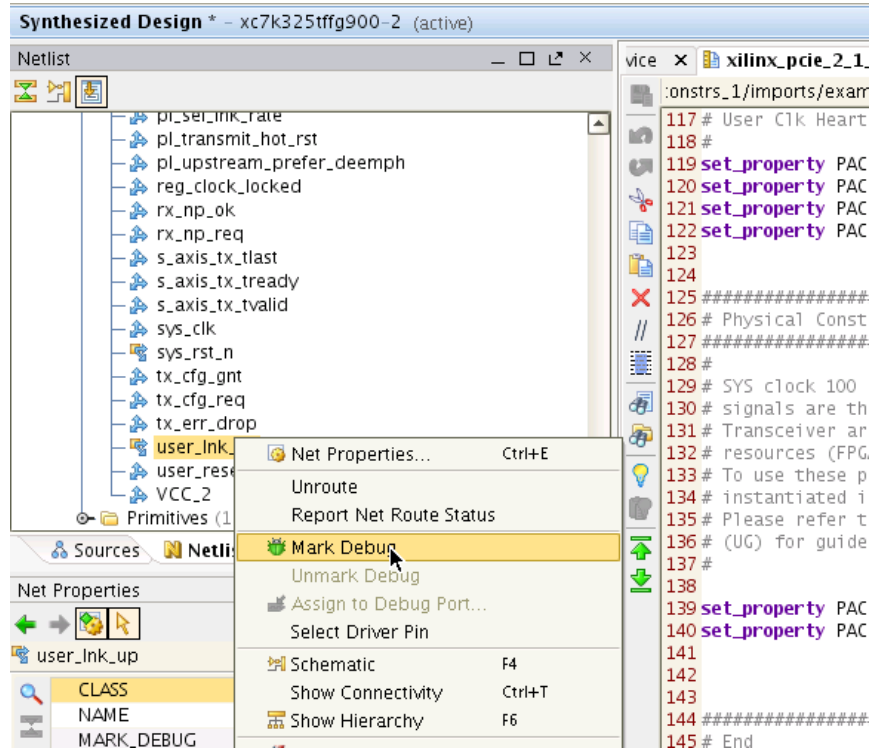 Synthesized Design * - xc7k325tffg900-2 (active)
Netlist
pl_sel_lnk_rate
pl_transmit_hot_rst
pl_upstream_prefer_deemph
reg_clock_locked
rx_np_ok
rx_np_req
s_axis_tx_tlast
s_axis_tx_tready
s_axis_tx_tvalid
sys_clk
sys_rst_n
tx_cfg_gnt
tx_cfg_req
tx_err_drop
user_lnk_
user_rese
VCC_2
Primitives (1
Sources Netli
Net Properties
user_lnk_up
CLASS
NAME
MARK_DEBUG
Net Properties... Ctrl+E
Unroute
Report Net Route Status
Mark Debug
Unmark Debug
Assign to Debug Port...
Select Driver Pin
Schematic F4
Show Connectivity Ctrl+T
Show Hierarchy F6
vice xilinx_pcie_2_1_
:onstrs_1/imports/exam
117 # User Clk Heart
118 #
119 set_property PAC
120 set_property PAC
121 set_property PAC
122 set_property PAC
123
124
125 #################
126 # Physical Const
127 #################
128 #
129 # SYS clock 100
130 # signals are th
131 # Transceiver ar
132 # resources (FPGA
133 # To use these p
134 # instantiated i
135 # Please refer t
136 # (UG) for guide
137 #
138
139 set_property PAC
140 set_property PAC
141
142
143
144 #################
145 # End